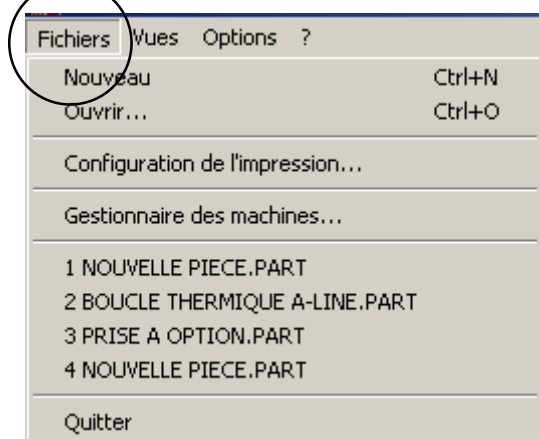 Fichiers Vues Options ?
Nouveau Ctrl+N
Ouvrir... Ctrl+O
Configuration de l'impression...
Gestionnaire des machines...
1 NOUVELLE PIECE.PART
2 BOUCLE THERMIQUE A-LINE.PART
3 PRISE A OPTION.PART
4 NOUVELLE PIECE.PART
Quitter